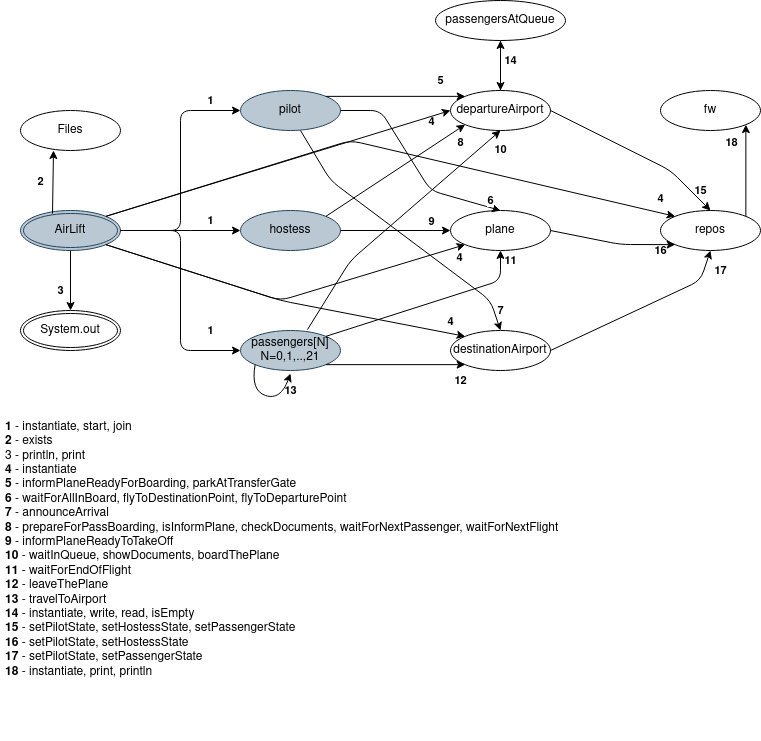 passengersAtQueue
14
5
1
pilot
departureAirport
fw
4
Files
8
10
18
2
15
6
4
1
AirLift
hostess
9
plane
repos
4
11
16
17
3
7
1
4
System.out
passengers[N]
N=0,1,..,21
destinationAirport
12
13
1 - instantiate, start, join
2 - exists
3 - println, print
4 - instantiate
5 - informPlaneReadyForBoarding, parkAtTransferGate
6 - waitForAllInBoard, flyToDestinationPoint, flyToDeparturePoint
7 - announceArrival
8 - prepareForPassBoarding, isInformPlane, checkDocuments, waitForNextPassenger, waitForNextFlight
9 - informPlaneReadyToTakeOff
10 - waitInQueue, showDocuments, boardThePlane
11 - waitForEndOfFlight
12 - leaveThePlane
13 - travelToAirport
14 - instantiate, write, read, isEmpty
15 - setPilotState, setHostessState, setPassengerState
16 - setPilotState, setHostessState
17 - setPilotState, setPassengerState
18 - instantiate, print, println